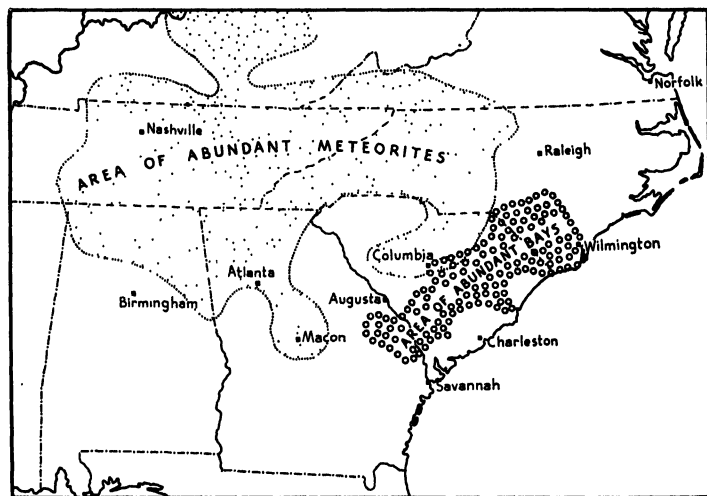 Norfolk
Nashville
AREA OF ABUNDANT METEORITES
Raleigh
Columbia
Wilmington
AREA OF ABUNDANT BAYS
Atlanta
Birmingham
Augusta
Macon
Charleston
Savannah